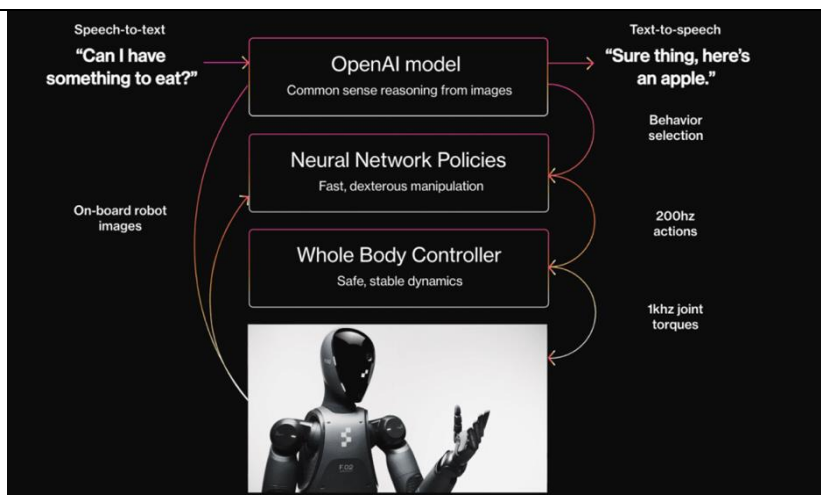 Speech-to-text
“Can I have
something to eat?”
OpenAI model
Common sense reasoning from images
Text-to-speech
“Sure thing, here’s
an apple.”
Behavior
selection
Neural Network Policies
Fast, dexterous manipulation
On-board robot
images
200hz
actions
Whole Body Controller
Safe, stable dynamics
1khz joint
torques
F.02